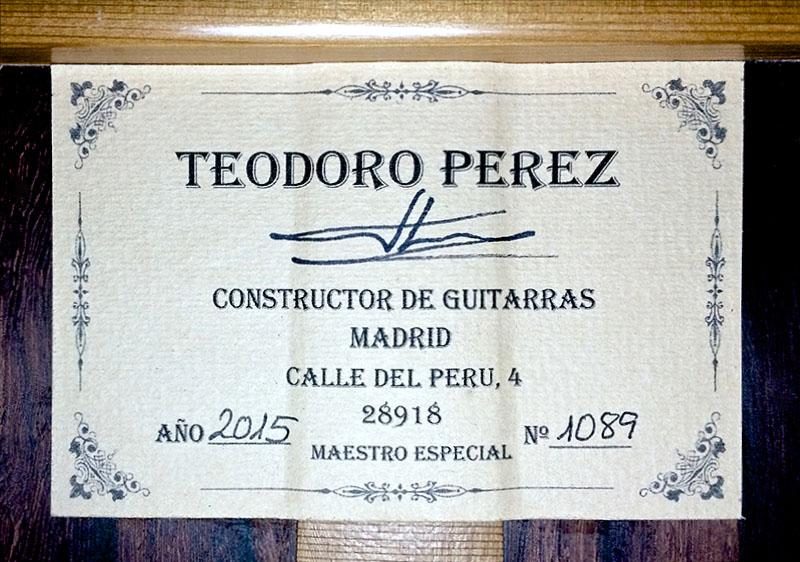 TEODORO PEREZ
CONSTRUCTOR DE GUITARRAS
MADRID
CALLE DEL PERU, 4
28918
AÑO 2015 Nº 1089
MAESTRO ESPECIAL